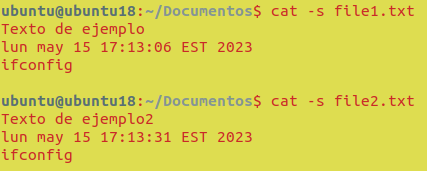 ubuntu@ubuntu18:~/Documentos$ cat -s file1.txt
Texto de ejemplo
lun may 15 17:13:06 EST 2023
ifconfig

ubuntu@ubuntu18:~/Documentos$ cat -s file2.txt
Texto de ejemplo2
lun may 15 17:13:31 EST 2023
ifconfig